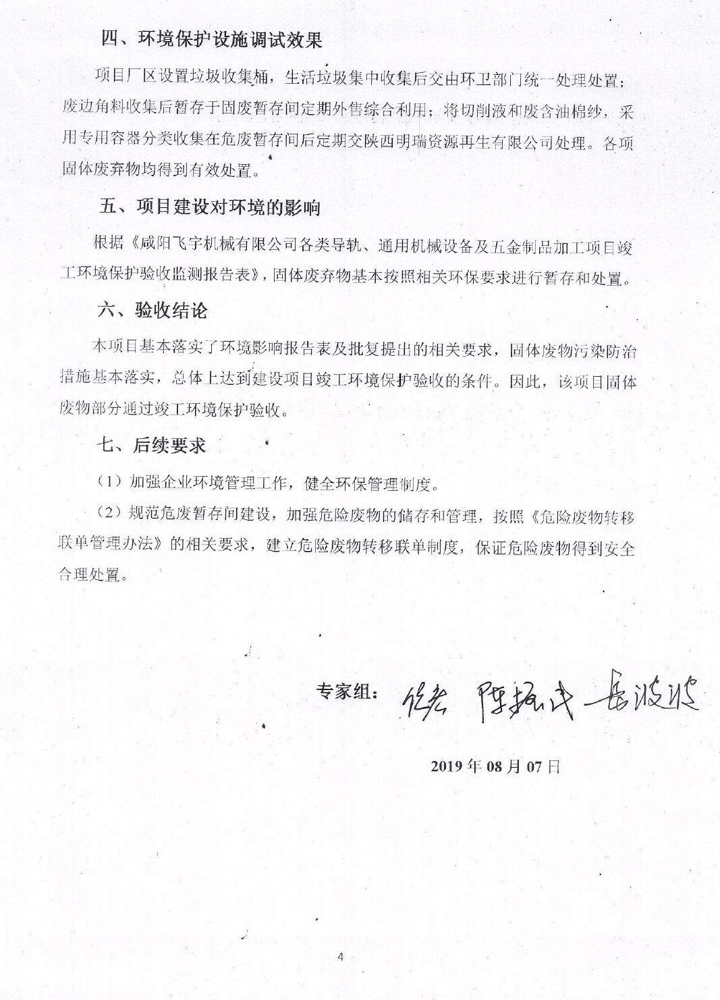 四、环境保护设施调试效果
项目厂区设置垃圾收集桶，生活垃圾集中收集后交由环卫部门统一处理处置；
废边角料收集后暂存于固废暂存间定期外售综合利用；将切削液和废含油棉纱，采
用专用容器分类收集在危废暂存间后定期交陕西明瑞资源再生有限公司处理。各项
固体废弃物均得到有效处置。
五、项目建设对环境的影响
根据《咸阳飞宇机械有限公司各类导轨、通用机械设备及五金制品加工项目竣
工环境保护验收监测报告表》，固体废弃物基本按照相关环保要求进行暂存和处置。
六、验收结论
本项目基本落实了环境影响报告表及批复提出的相关要求，固体废物污染防治
措施基本落实，总体上达到建设项目竣工环境保护验收的条件。因此，该项目固体
废物部分通过竣工环境保护验收。
七、后续要求
（1）加强企业环境管理工作，健全环保管理制度。
（2）规范危废暂存间建设，加强危险废物的储存和管理，按照《危险废物转移
联单管理办法》的相关要求，建立危险废物转移联单制度，保证危险废物得到安全
合理处置。
专家组：
2019 年 08 月 07 日
4